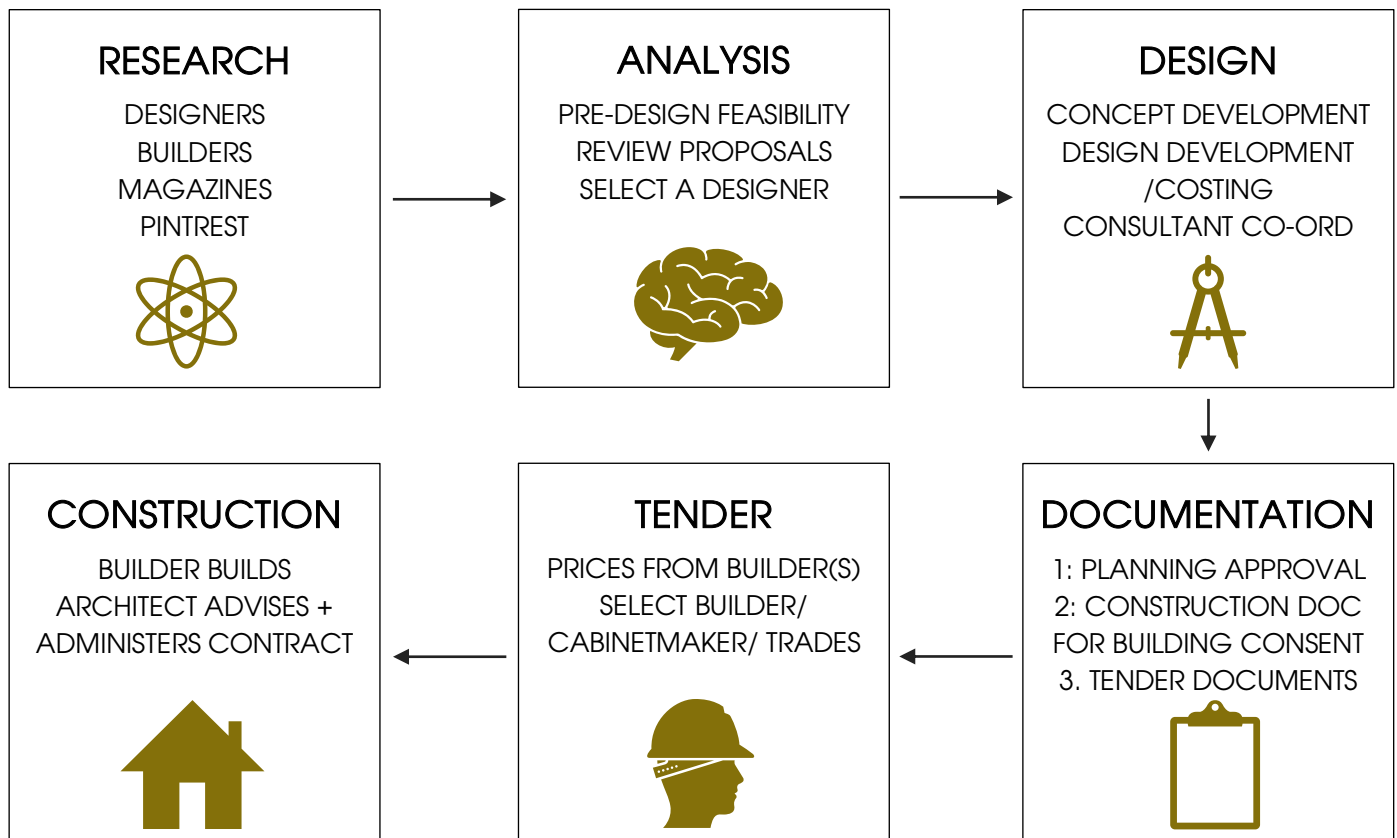 RESEARCH
DESIGNERS
BUILDERS
MAGAZINES
PINTREST
ANALYSIS
PRE-DESIGN FEASIBILITY
REVIEW PROPOSALS
SELECT A DESIGNER
DESIGN
CONCEPT DEVELOPMENT
DESIGN DEVELOPMENT
/COSTING
CONSULTANT CO-ORD
DOCUMENTATION
1: PLANNING APPROVAL
2: CONSTRUCTION DOC
FOR BUILDING CONSENT
3. TENDER DOCUMENTS
TENDER
PRICES FROM BUILDER(S)
SELECT BUILDER/
CABINETMAKER/ TRADES
CONSTRUCTION
BUILDER BUILDS
ARCHITECT ADVISES +
ADMINISTERS CONTRACT